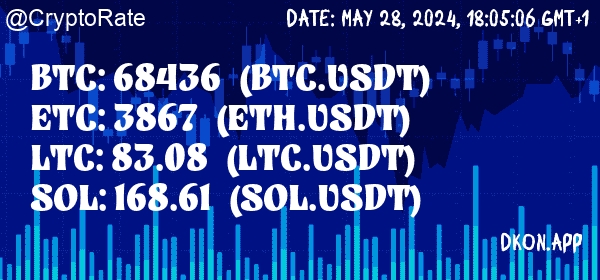 @CryptoRate
DATE: MAY 28, 2024, 18:05:06 GMT+1
BTC: 68436 (BTC.USDT)
ETC: 3867 (ETH.USDT)
LTC: 83.08 (LTC.USDT)
SOL: 168.61 (SOL.USDT)
DKON.APP